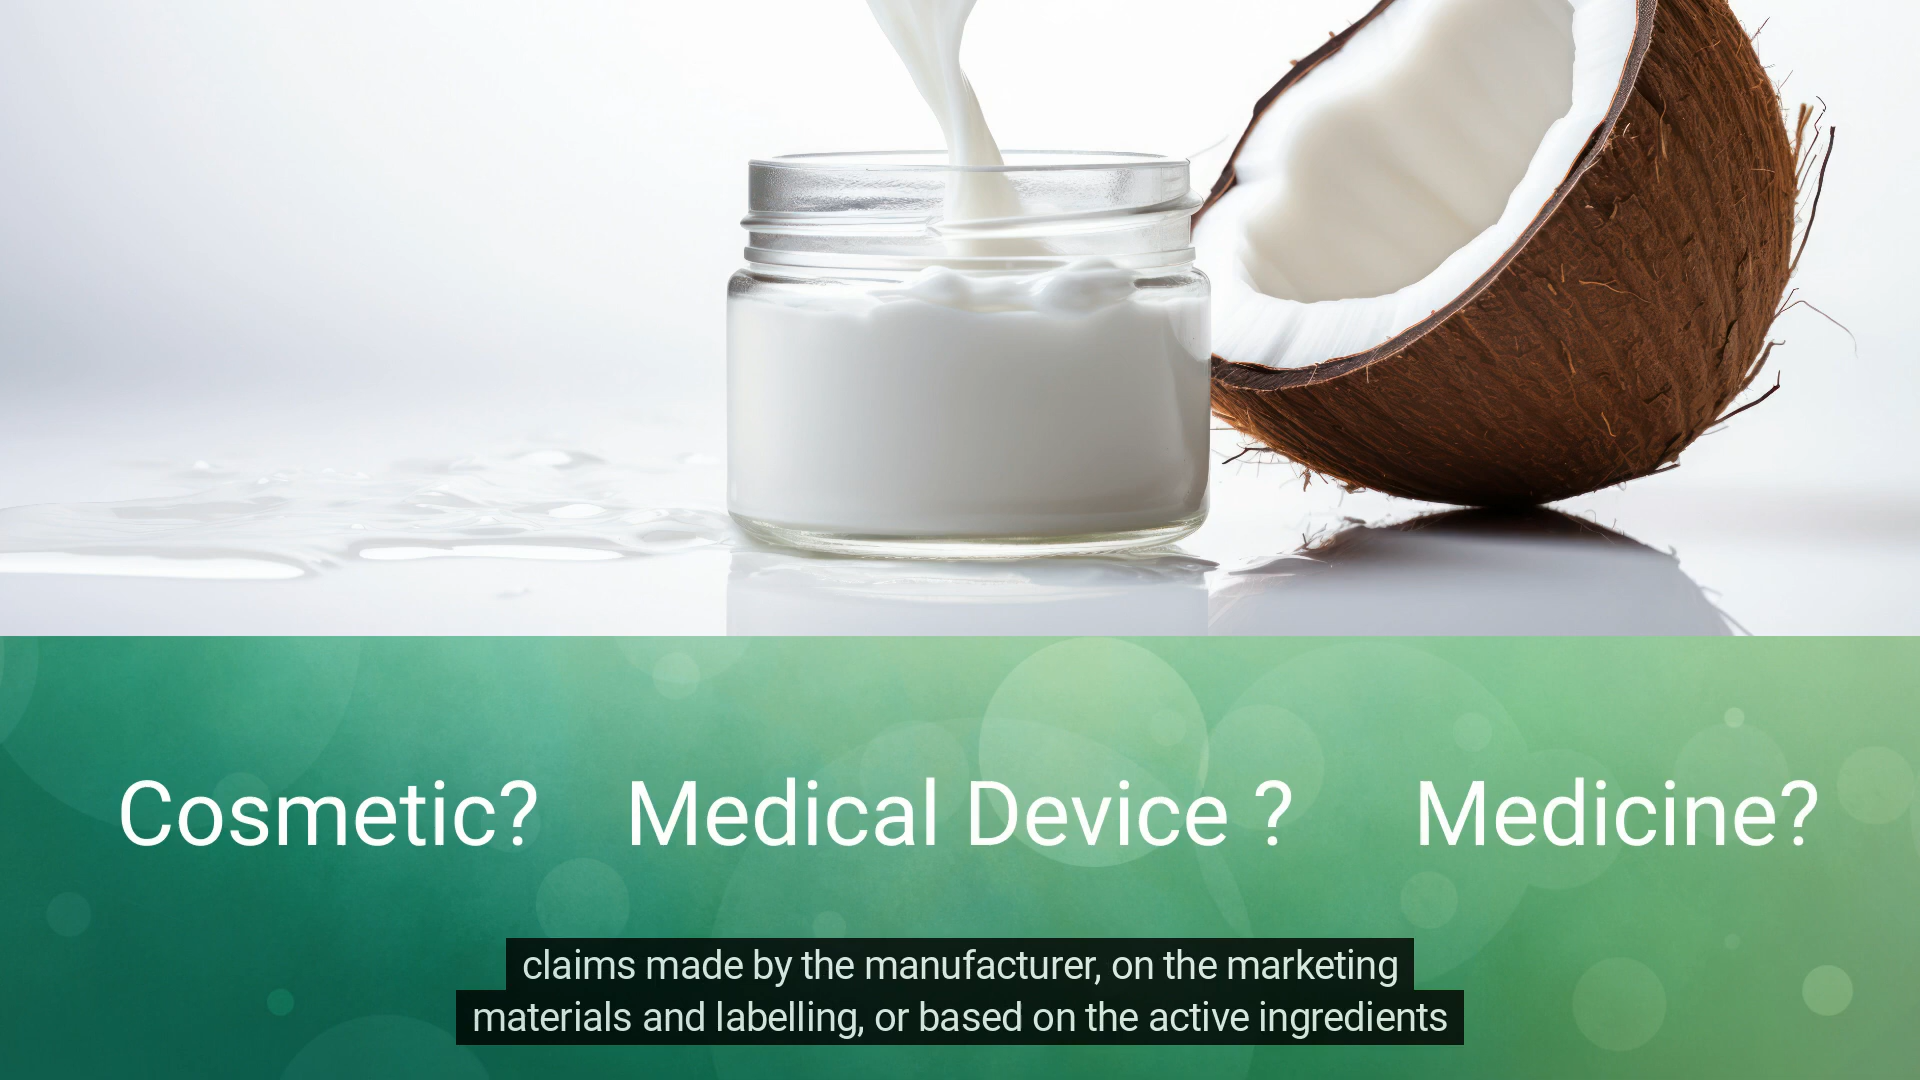 Cosmetic? Medical Device ? Medicine?
claims made by the manufacturer, on the marketing
materials and labelling, or based on the active ingredients